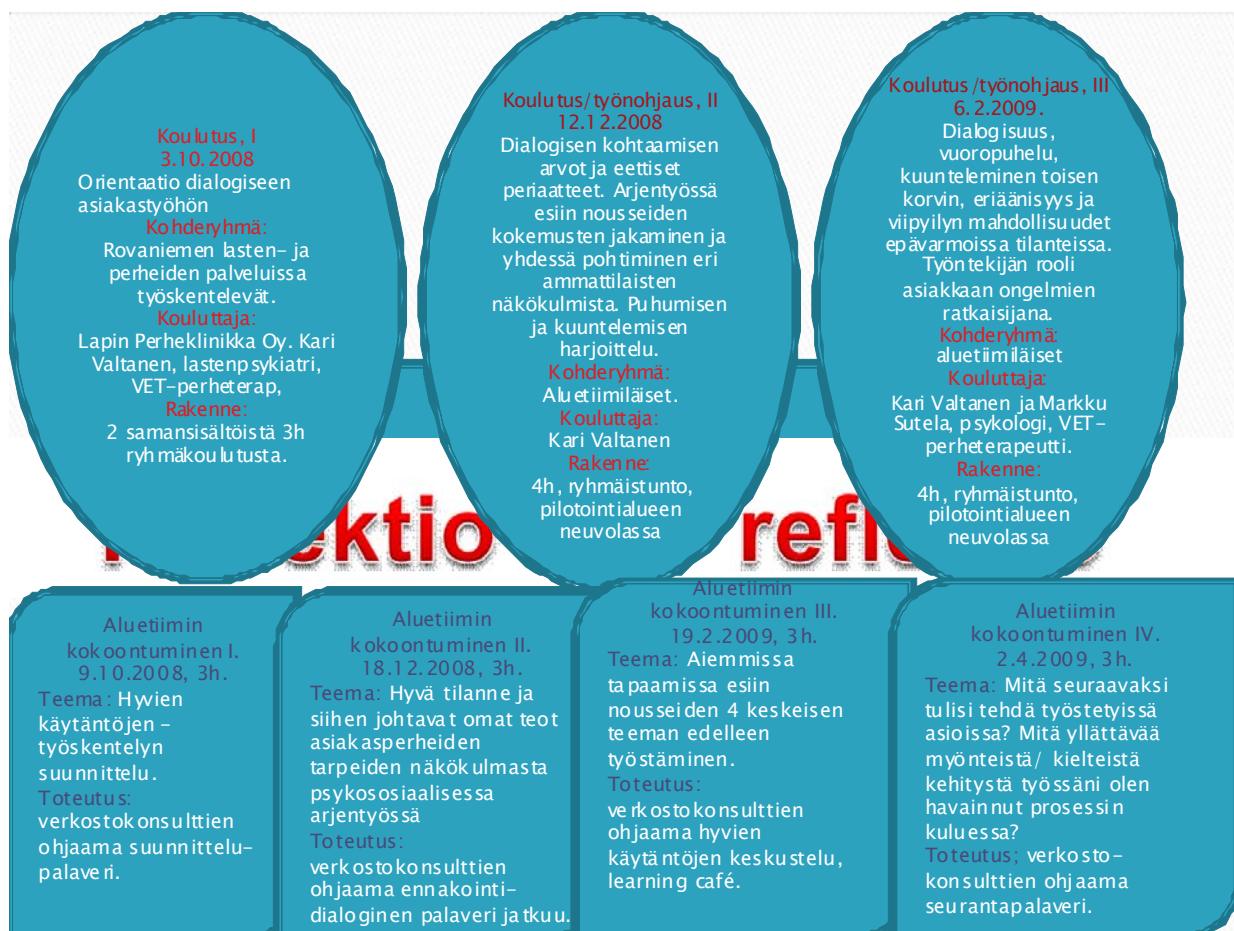 Koulutus, I
3.10.2008
Orientaatio dialogiseen
asiakastyöhön
Kohderyhmä:
Rovaniemen lasten- ja
perheiden palveluissa
työskentelevät.
Kouluttaja:
Lapin Perheklinikka Oy. Kari
Valtanen, lastenpsykiatri,
VET-perheterap,
Rakenne:
2 samansisältöistä 3h
ryhmäkoulutusta.
Koulutus/työnohjaus, II
12.12.2008
Dialogisen kohtaamisen
arvot ja eettiset
periaatteet. Arjentyössä
esiin nousseiden
kokemusten jakaminen ja
yhdessä pohtiminen eri
ammattilaisten
näkökulmista. Puhumisen
ja kuuntelemisen
harjoittelu.
Kohderyhmä:
Aluetiimiläiset.
Kouluttaja:
Kari Valtanen
Rakenne:
4h, ryhmäistunto,
pilotointialueen
neuvolassa
Koulutus/työnohjaus, III
6.2.2009.
Dialogisuus,
vuoropuhelu,
kuunteleminen toisen
korvin, eriäänisyys ja
viipyilyn mahdollisuudet
epävarmoissa tilanteissa.
Työntekijän rooli
asiakkaan ongelmien
ratkaisijana.
Kohderyhmä:
aluetiimiläiset
Kouluttaja:
Kari Valtanen ja Markku
Sutela, psykologi, VET-
perheterapeutti.
Rakenne:
4h, ryhmäistunto,
pilotointialueen
neuvolassa
ektio refl
Aluetiimin
kokoontuminen I.
9.10.2008, 3h.
Teema: Hyvien
käytäntöjen -
työskentelyn
suunnittelu.
Toteutus:
verkostokonsulttien
ohjaama suunnittelu-
palaveri.
Aluetiimin
kokoontuminen II.
18.12.2008, 3h.
Teema: Hyvä tilanne ja
siihen johtavat omat teot
asiakasperheiden
tarpeiden näkökulmasta
psykososiaalisessa
arjentyössä
Toteutus:
verkostokonsulttien
ohjaama ennakointi-
dialoginen palaveri jatkuu.
Aluetiimin
kokoontuminen III.
19.2.2009, 3h.
Teema: Aiemmissa
tapaamissa esiin
nousseiden 4 keskeisen
teeman edelleen
työstäminen.
Toteutus:
verkostokonsulttien
ohjaama hyvien
käytäntöjen keskustelu,
learning café.
Aluetiimin
kokoontuminen IV.
2.4.2009, 3h.
Teema: Mitä seuraavaksi
tulisi tehdä työstetyissä
asioissa? Mitä yllättävää
myönteistä/ kielteistä
kehitystä työssäni olen
havainnut prosessin
kuluessa?
Toteutus; verkosto-
konsulttien ohjaama
seurantapalaveri.